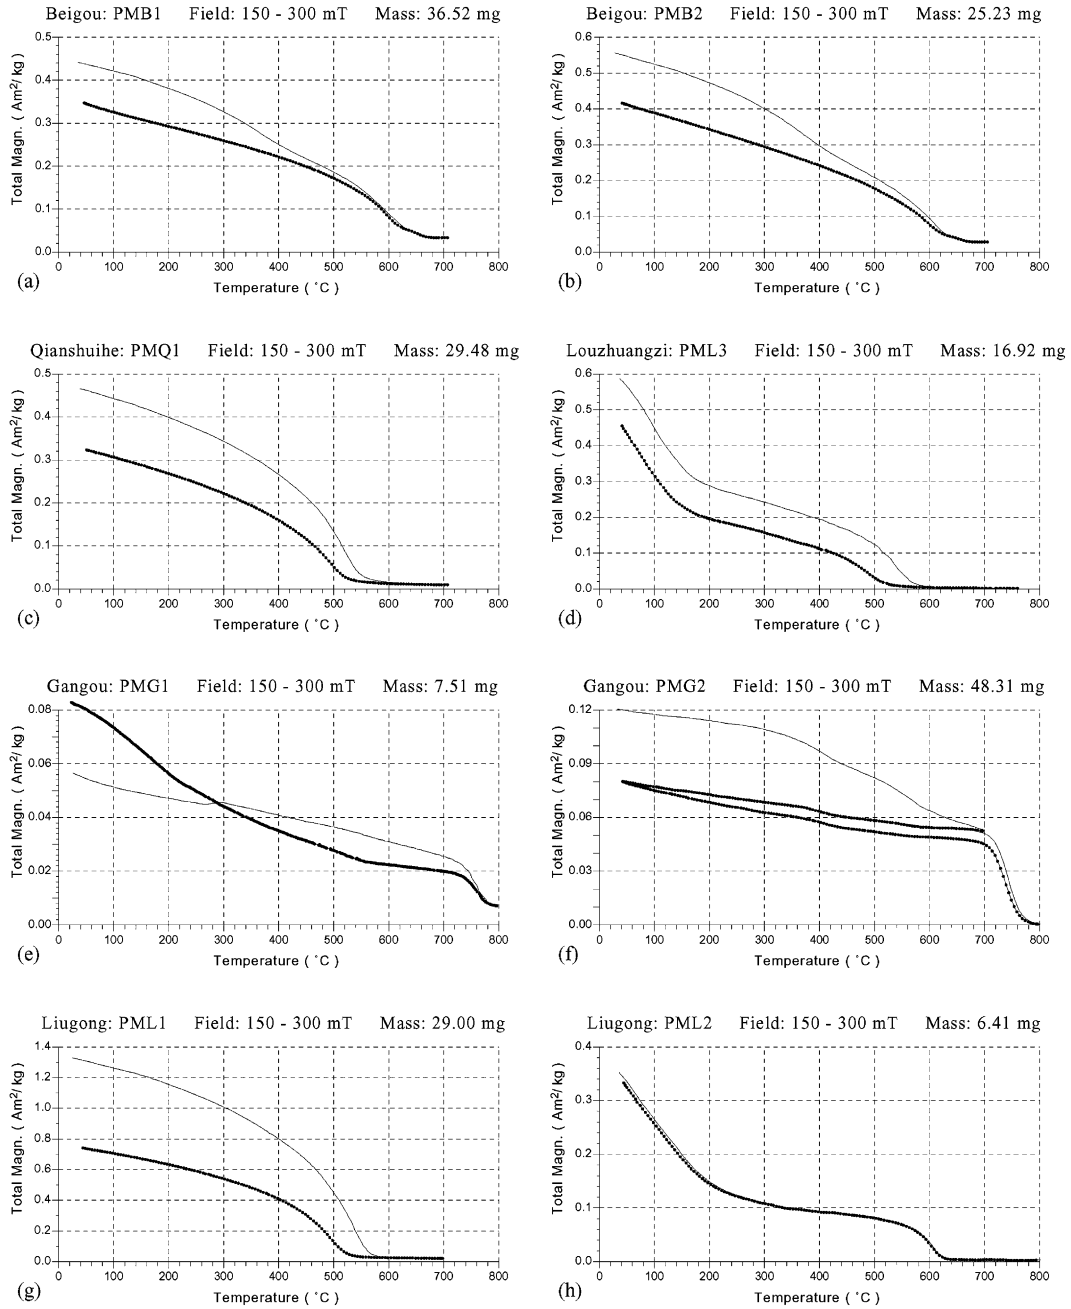 Beigou: PMB1 Field: 150 - 300 mT Mass: 36.52 mg
0.5
0.4
0.3
0.2
0.1
0.0
Total Magn. ( Am2/ kg)
0 100 200 300 400 500 600 700 800
Temperature ( ˚C )
(a)
Beigou: PMB2 Field: 150 - 300 mT Mass: 25.23 mg
0.6
0.5
0.4
0.3
0.2
0.1
0.0
Total Magn. ( Am2/ kg)
0 100 200 300 400 500 600 700 800
Temperature ( ˚C )
(b)
Qianshuihe: PMQ1 Field: 150 - 300 mT Mass: 29.48 mg
0.5
0.4
0.3
0.2
0.1
0.0
Total Magn. ( Am2/ kg)
0 100 200 300 400 500 600 700 800
Temperature ( ˚C )
(c)
Louzhuangzi: PML3 Field: 150 - 300 mT Mass: 16.92 mg
0.6
0.5
0.4
0.3
0.2
0.1
0.0
Total Magn. ( Am2/ kg)
0 100 200 300 400 500 600 700 800
Temperature ( ˚C )
(d)
Gangou: PMG1 Field: 150 - 300 mT Mass: 7.51 mg
0.08
0.06
0.04
0.02
0.00
Total Magn. ( Am2/ kg)
0 100 200 300 400 500 600 700 800
Temperature ( ˚C )
(e)
Gangou: PMG2 Field: 150 - 300 mT Mass: 48.31 mg
0.12
0.09
0.06
0.03
0.00
Total Magn. ( Am2/ kg)
0 100 200 300 400 500 600 700 800
Temperature ( ˚C )
(f)
Liugong: PML1 Field: 150 - 300 mT Mass: 29.00 mg
1.4
1.2
1.0
0.8
0.6
0.4
0.2
0.0
Total Magn. ( Am2/ kg)
0 100 200 300 400 500 600 700 800
Temperature ( ˚C )
(g)
Liugong: PML2 Field: 150 - 300 mT Mass: 6.41 mg
0.4
0.3
0.2
0.1
0.0
Total Magn. ( Am2/ kg)
0 100 200 300 400 500 600 700 800
Temperature ( ˚C )
(h)